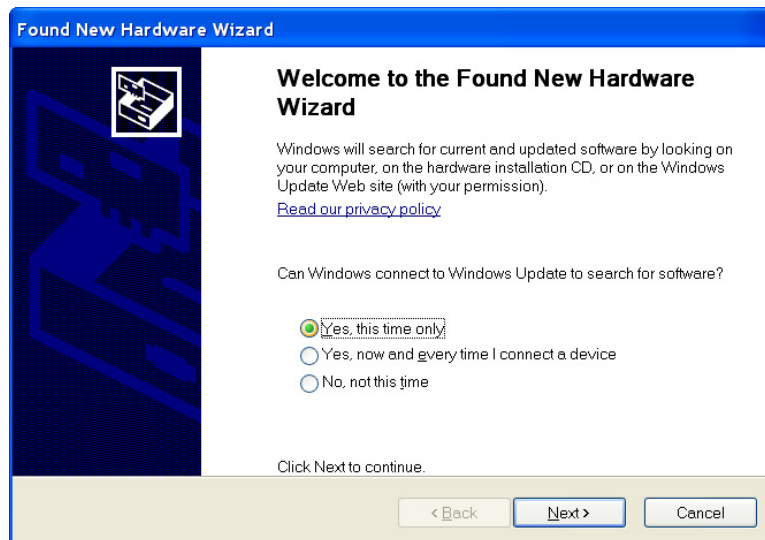 Found New Hardware Wizard
Welcome to the Found New Hardware
Wizard
Windows will search for current and updated software by looking on
your computer, on the hardware installation CD, or on the Windows
Update Web site (with your permission).
Read our privacy policy
Can Windows connect to Windows Update to search for software?
Yes, this time only
Yes, now and every time I connect a device
No, not this time
Click Next to continue.
< Back Next > Cancel